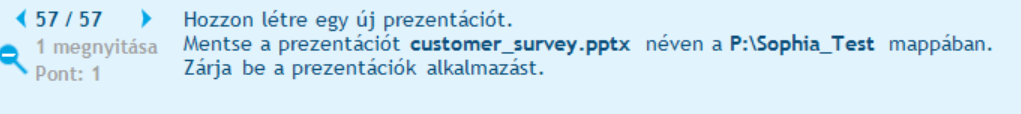 57 / 57
1 megnyitása
Pont: 1
Hozzon létre egy új prezentációt.
Mentse a prezentációt customer_survey.pptx néven a P:\Sophia_Test mappában.
Zárja be a prezentációk alkalmazást.